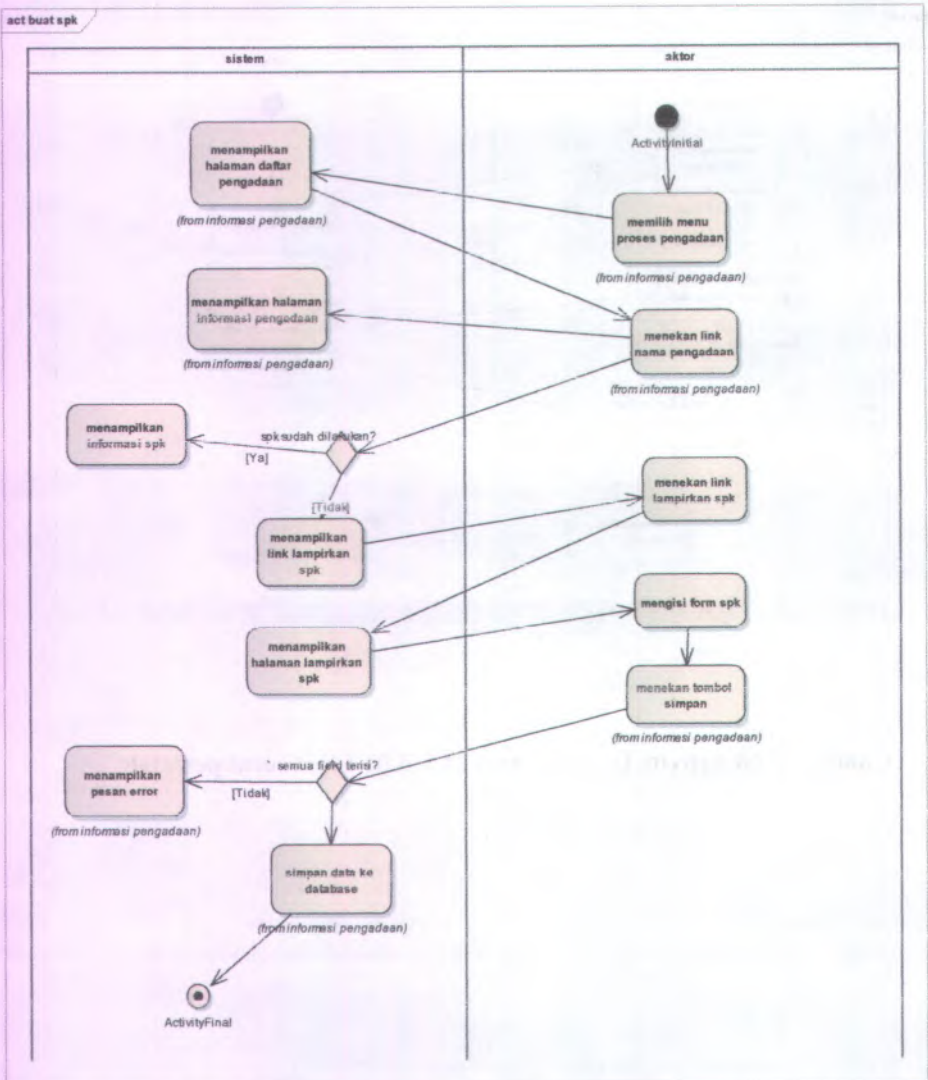 act buat spk
sistem
aktor
ActivityInitial
menampilkan
halaman daftar
pengadaan
(from informasi pengadaan)
memilih menu
proses pengadaan
(from informasi pengadaan)
menampilkan halaman
informasi pengadaan
(from informasi pengadaan)
menekan link
nama pengadaan
(from informasi pengadaan)
menampilkan
informasi spk
spk sudah dilakukan?
[Ya]
[Tidak]
menekan link
lampirkan spk
menampilkan
link lampirkan
spk
mengisi form spk
menampilkan
halaman lampirkan
spk
menekan tombol
simpan
(from informasi pengadaan)
semua field terisi?
[Tidak]
menampilkan
pesan error
(from informasi pengadaan)
simpan data ke
database
(from informasi pengadaan)
ActivityFinal